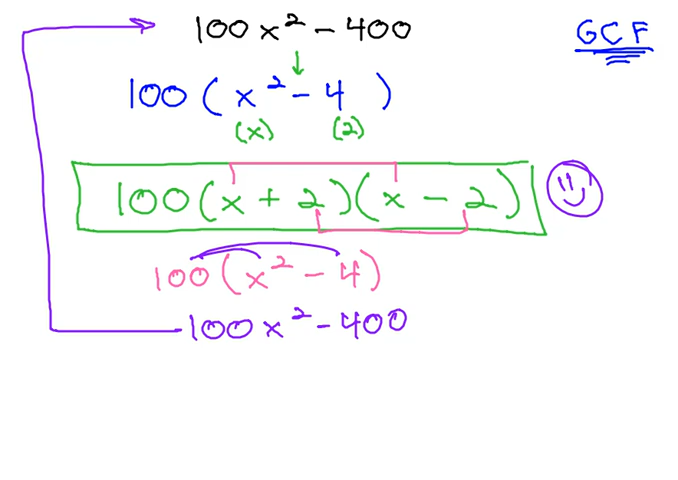 100x² - 400
GCF
100(x² - 4)
(x) (2)
100(x + 2)(x - 2)
100(x² - 4)
100x² - 400